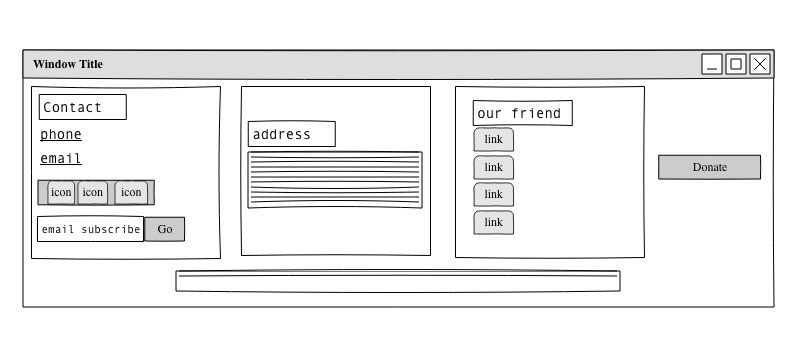 Window Title
Contact
phone
email
icon icon icon
email subscribe Go
address
our friend
link
link
link
link
Donate